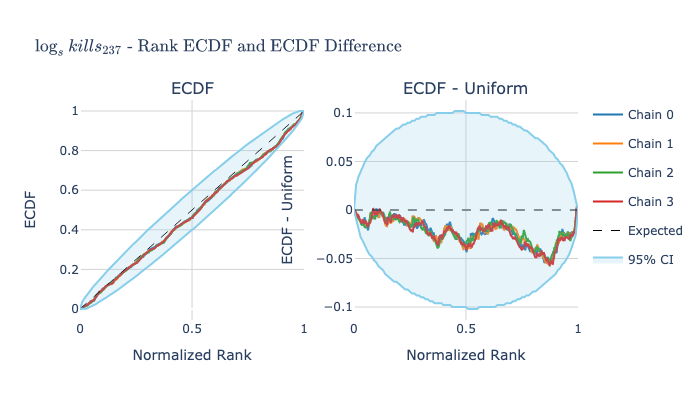 log_s kills_237 - Rank ECDF and ECDF Difference
ECDF
ECDF - Uniform
1
0.8
0.6
0.4
0.2
0
ECDF
0
0.5
1
Normalized Rank
0.1
0.05
0
−0.05
−0.1
ECDF - Uniform
0
0.5
1
Normalized Rank
Chain 0
Chain 1
Chain 2
Chain 3
Expected
95% CI